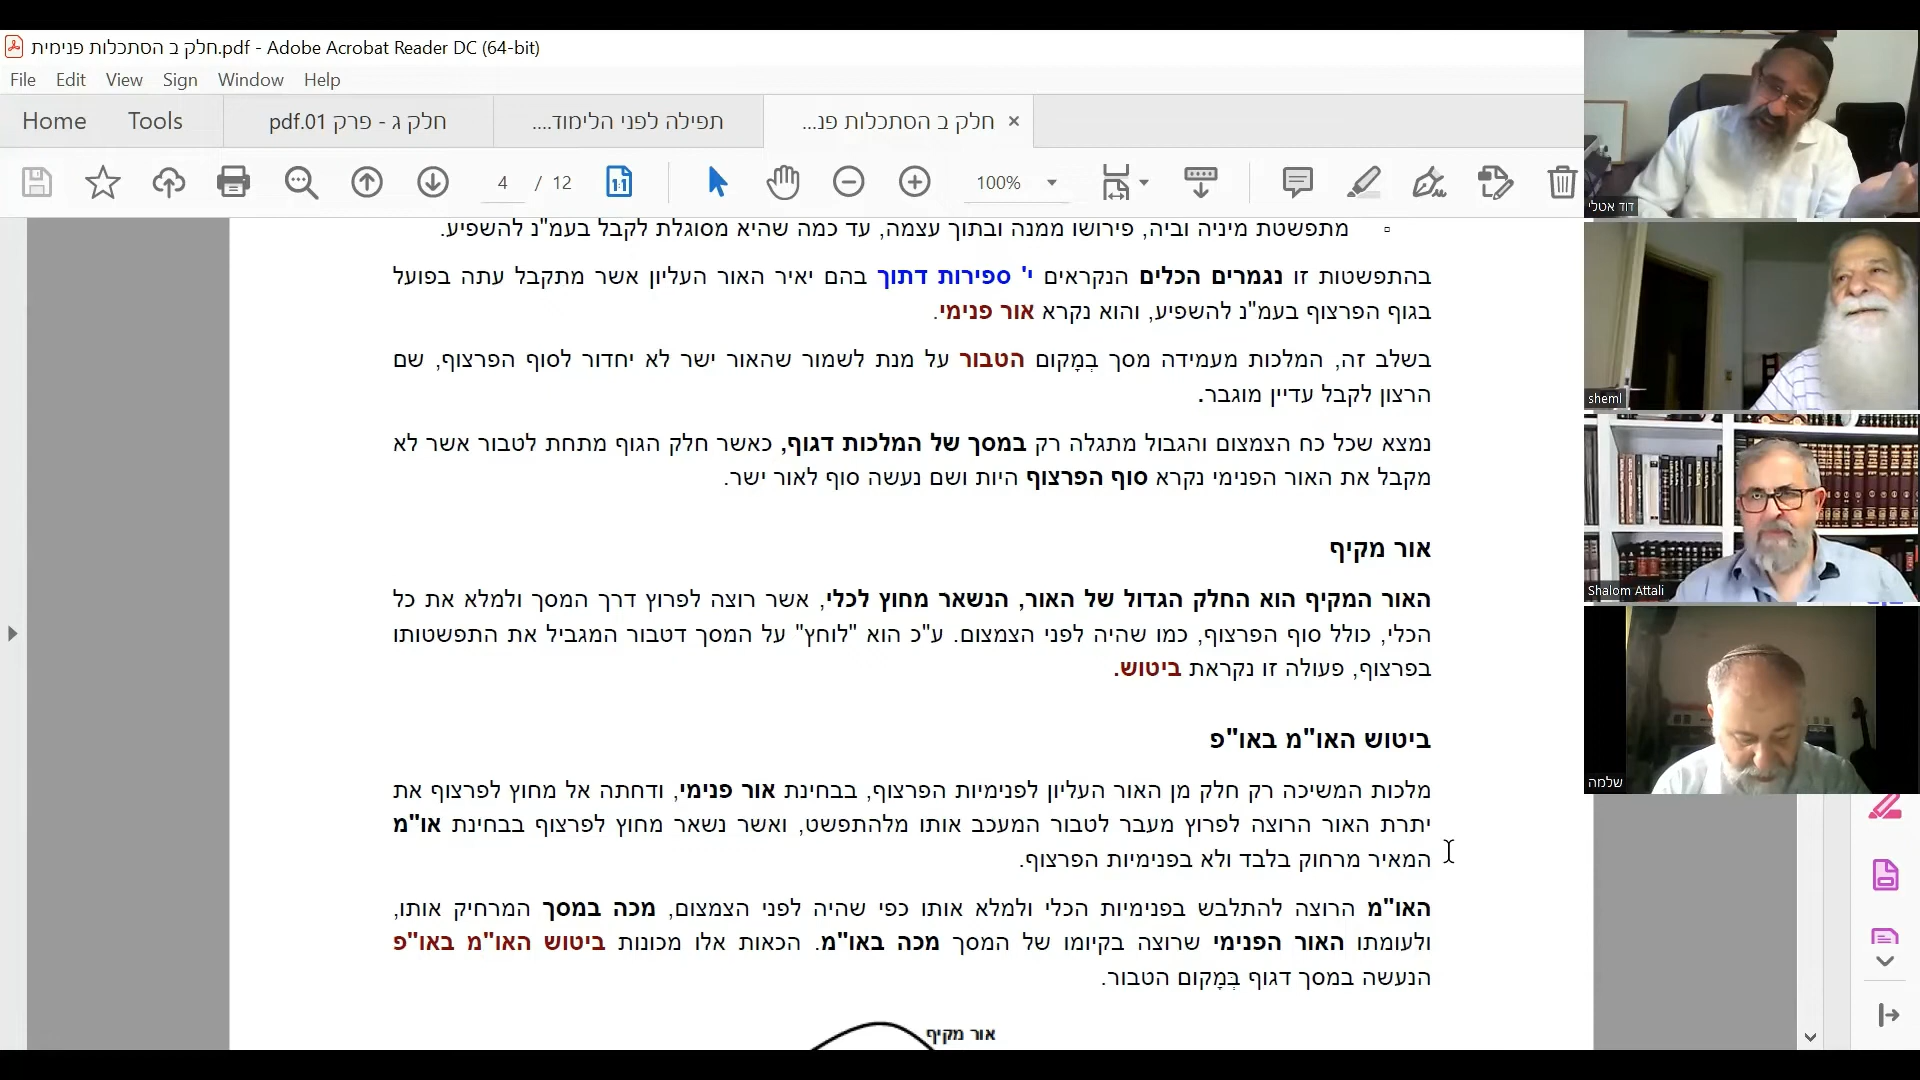 חלק ב הסתכלות פנימית.pdf - Adobe Acrobat Reader DC (64-bit)
File Edit View Sign Window Help
Home Tools חלק ג - פרק 01.pdf תפילה לפני הלימוד.... חלק ב הסתכלות פנ... ×
4 / 12 1:1 100%
מתפשטת מיניה וביה, פירושו ממנה ובתוך עצמה, עד כמה שהיא מסוגלת לקבל בעמ"נ להשפיע.
בהתפשטות זו נגמרים הכלים הנקראים י' ספירות דתוך בהם יאיר האור העליון אשר מתקבל עתה בפועל
בגוף הפרצוף בעמ"נ להשפיע, והוא נקרא אור פנימי.
בשלב זה, המלכות מעמידה מסך בְּמָקום הטבור על מנת לשמור שהאור ישר לא יחדור לסוף הפרצוף, שם
הרצון לקבל עדיין מוגבר.
נמצא שכל כח הצמצום והגבול מתגלה רק במסך של המלכות דגוף, כאשר חלק הגוף מתחת לטבור אשר לא
מקבל את האור הפנימי נקרא סוף הפרצוף היות ושם נעשה סוף לאור ישר.
אור מקיף
האור המקיף הוא החלק הגדול של האור, הנשאר מחוץ לכלי, אשר רוצה לפרוץ דרך המסך ולמלא את כל
הכלי, כולל סוף הפרצוף, כמו שהיה לפני הצמצום. ע"כ הוא "לוחץ" על המסך דטבור המגביל את התפשטותו
בפרצוף, פעולה זו נקראת ביטוש.
ביטוש האו"מ באו"פ
מלכות המשיכה רק חלק מן האור העליון לפנימיות הפרצוף, בבחינת אור פנימי, ודחתה אל מחוץ לפרצוף את
יתרת האור הרוצה לפרוץ מעבר לטבור המעכב אותו מלהתפשט, ואשר נשאר מחוץ לפרצוף בבחינת או"מ
המאיר מרחוק בלבד ולא בפנימיות הפרצוף.
האו"מ הרוצה להתלבש בפנימיות הכלי ולמלא אותו כפי שהיה לפני הצמצום, מכה במסך המרחיק אותו,
ולעומתו האור הפנימי שרוצה בקיומו של המסך מכה באו"מ. הכאות אלו מכונות ביטוש האו"מ באו"פ
הנעשה במסך דגוף בְּמָקום הטבור.
אור מקיף
דוד אטלי
sheml
Shalom Attali
שלמה